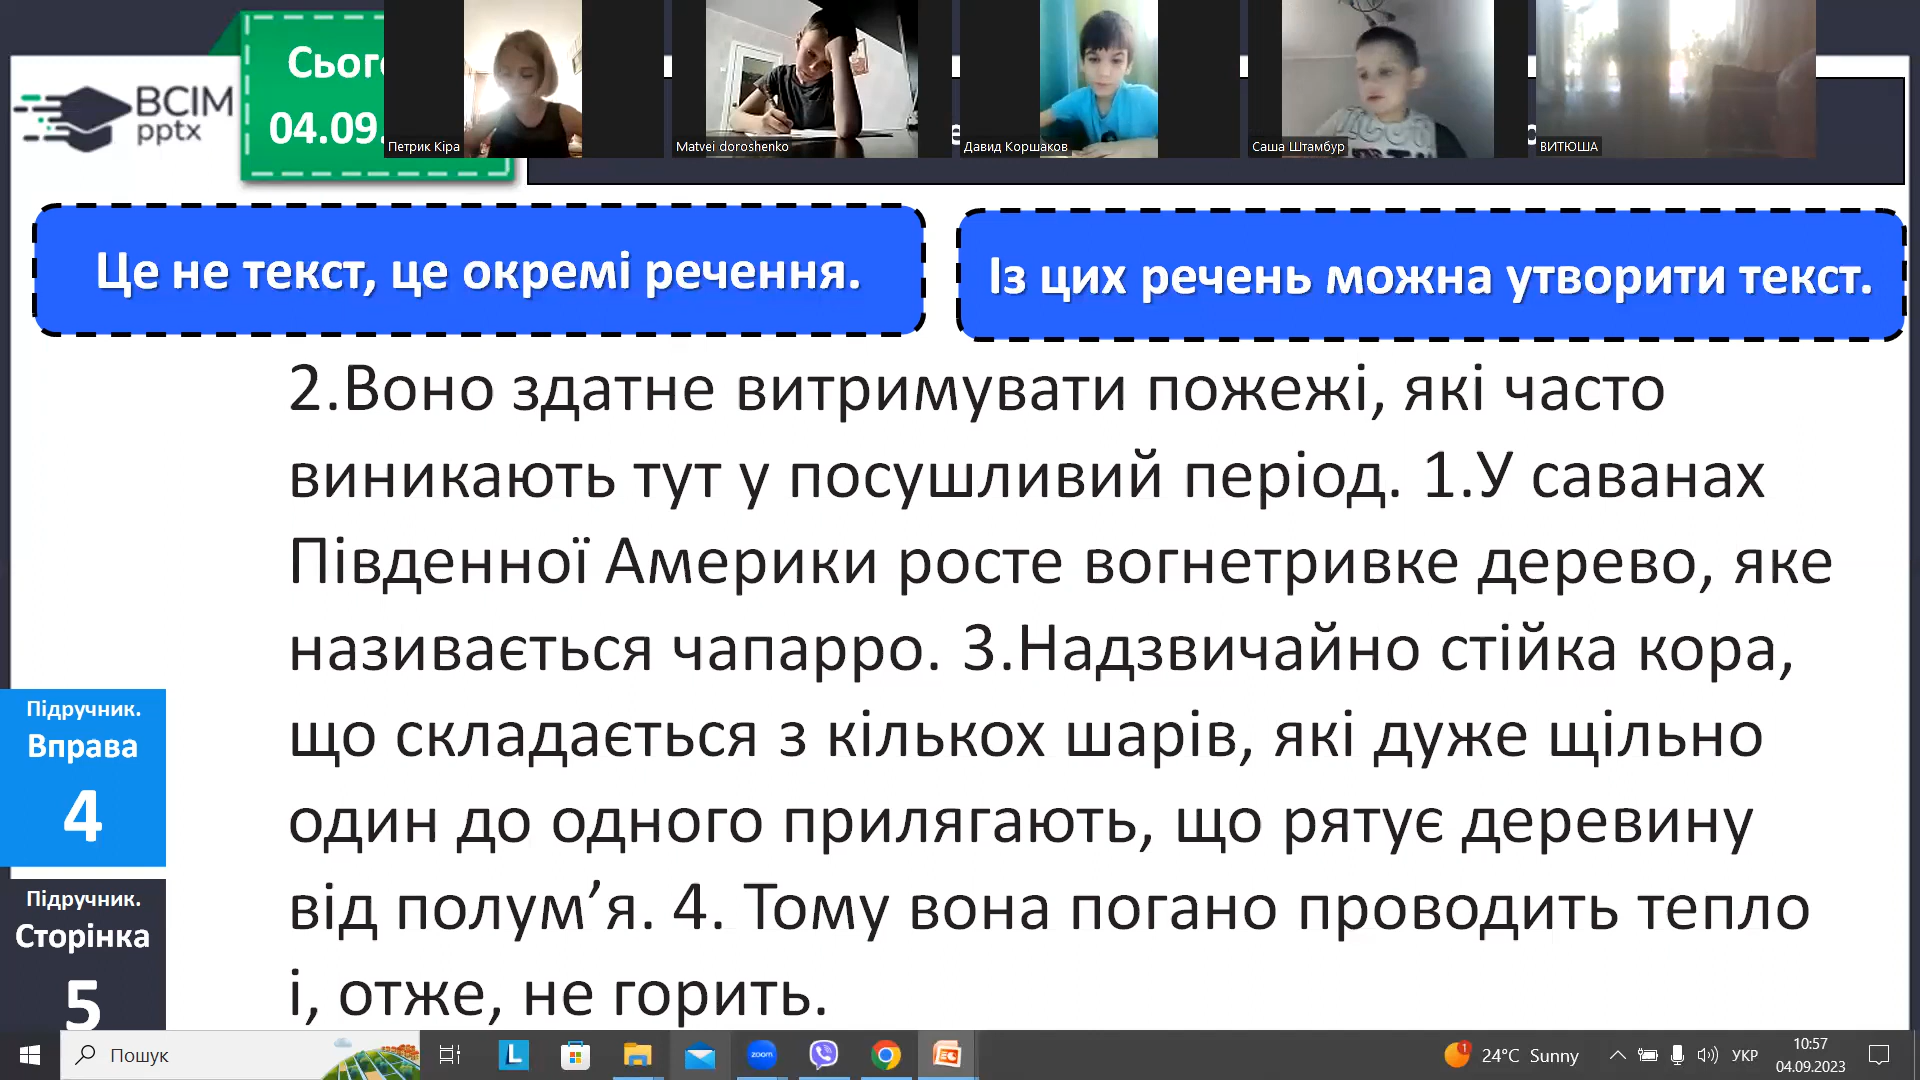 Сього
04.09.
ВСІМ
pptx
Петрик Кіра
Matvei doroshenko
Давид Коршаков
Саша Штамбур
ВИТЮША
Це не текст, це окремі речення.
Із цих речень можна утворити текст.
2.Воно здатне витримувати пожежі, які часто
виникають тут у посушливий період. 1.У саванах
Південної Америки росте вогнетривке дерево, яке
називається чапарро. 3.Надзвичайно стійка кора,
що складається з кількох шарів, які дуже щільно
один до одного прилягають, що рятує деревину
від полум’я. 4. Тому вона погано проводить тепло
і, отже, не горить.
Підручник.
Вправа
4
Підручник.
Сторінка
5
Пошук
zoom
24°C Sunny
УКР
10:57
04.09.2023